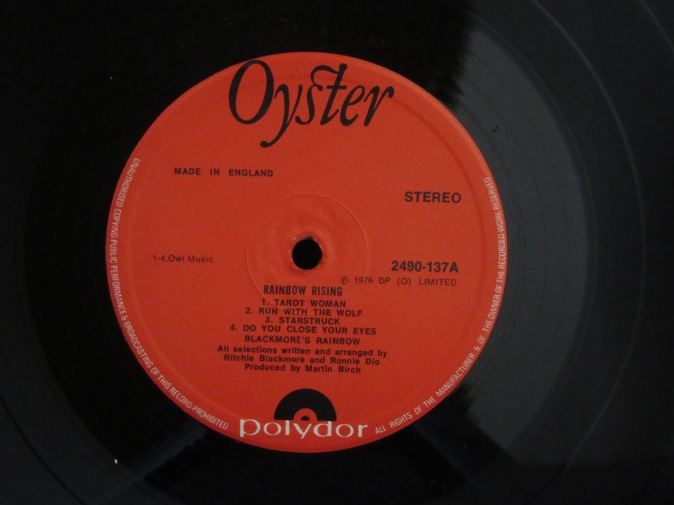 Oyster
MADE IN ENGLAND
STEREO
1-4.Owl Music
2490-137A
℗ 1976 DP (O) LIMITED
RAINBOW RISING
1. TAROT WOMAN
2. RUN WITH THE WOLF
3. STARSTRUCK
4. DO YOU CLOSE YOUR EYES
BLACKMORE'S RAINBOW
All selections written and arranged by
Ritchie Blackmore and Ronnie Dio
Produced by Martin Birch
polydor
ALL RIGHTS OF THE MANUFACTURER & OF THE OWNER OF THE RECORDED WORK RESERVED
UNAUTHORISED COPYING PUBLIC PERFORMANCE & BROADCASTING OF THIS RECORD PROHIBITED